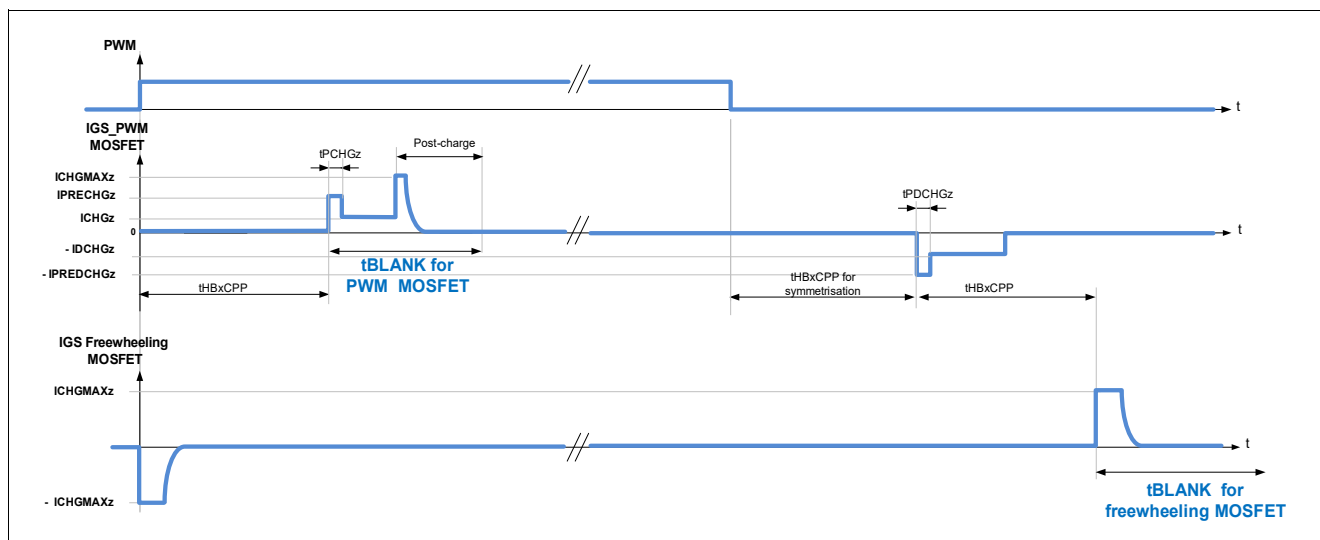 PWM
t
IGS_PWM
MOSFET
tPCHGz
Post-charge
ICHGMAXz
IPRECHGz
tPDCHGz
ICHGz
0
t
- IDCHGz
tBLANK for
PWM MOSFET
- IPREDCHGz
tHBxCPP
tHBxCPP for
symmetrisation
tHBxCPP
IGS Freewheeling
MOSFET
ICHGMAXz
t
- ICHGMAXz
tBLANK for
freewheeling MOSFET